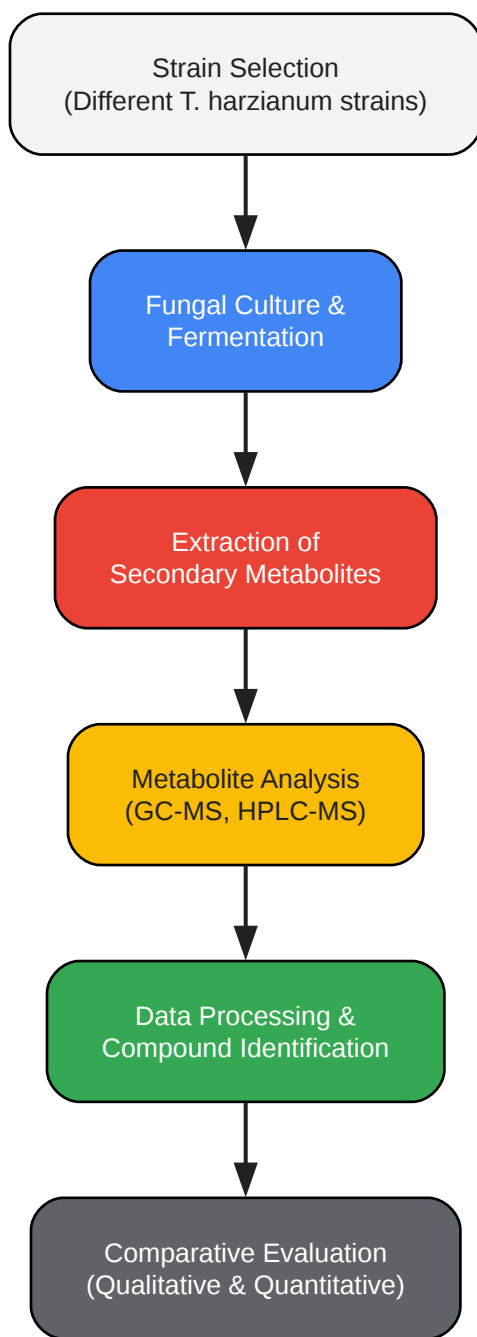 Strain Selection
(Different T. harzianum strains)
Fungal Culture &
Fermentation
Extraction of
Secondary Metabolites
Metabolite Analysis
(GC-MS, HPLC-MS)
Data Processing &
Compound Identification
Comparative Evaluation
(Qualitative & Quantitative)